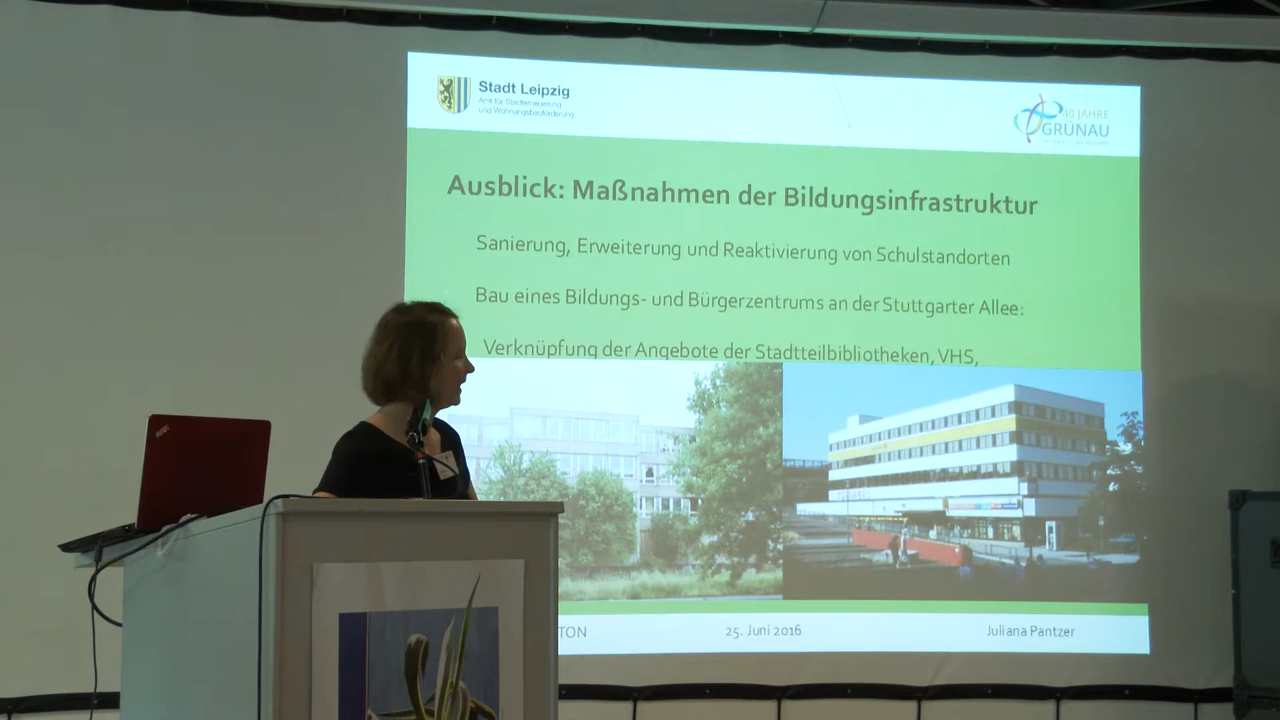 Stadt Leipzig
Amt für Stadterneuerung
und Wohnungsbauförderung
40 JAHRE
GRÜNAU
Ausblick: Maßnahmen der Bildungsinfrastruktur
Sanierung, Erweiterung und Reaktivierung von Schulstandorten
Bau eines Bildungs- und Bürgerzentrums an der Stuttgarter Allee:
Verknüpfung der Angebote der Stadtteilbibliotheken, VHS,
TON
25. Juni 2016
Juliana Pantzer